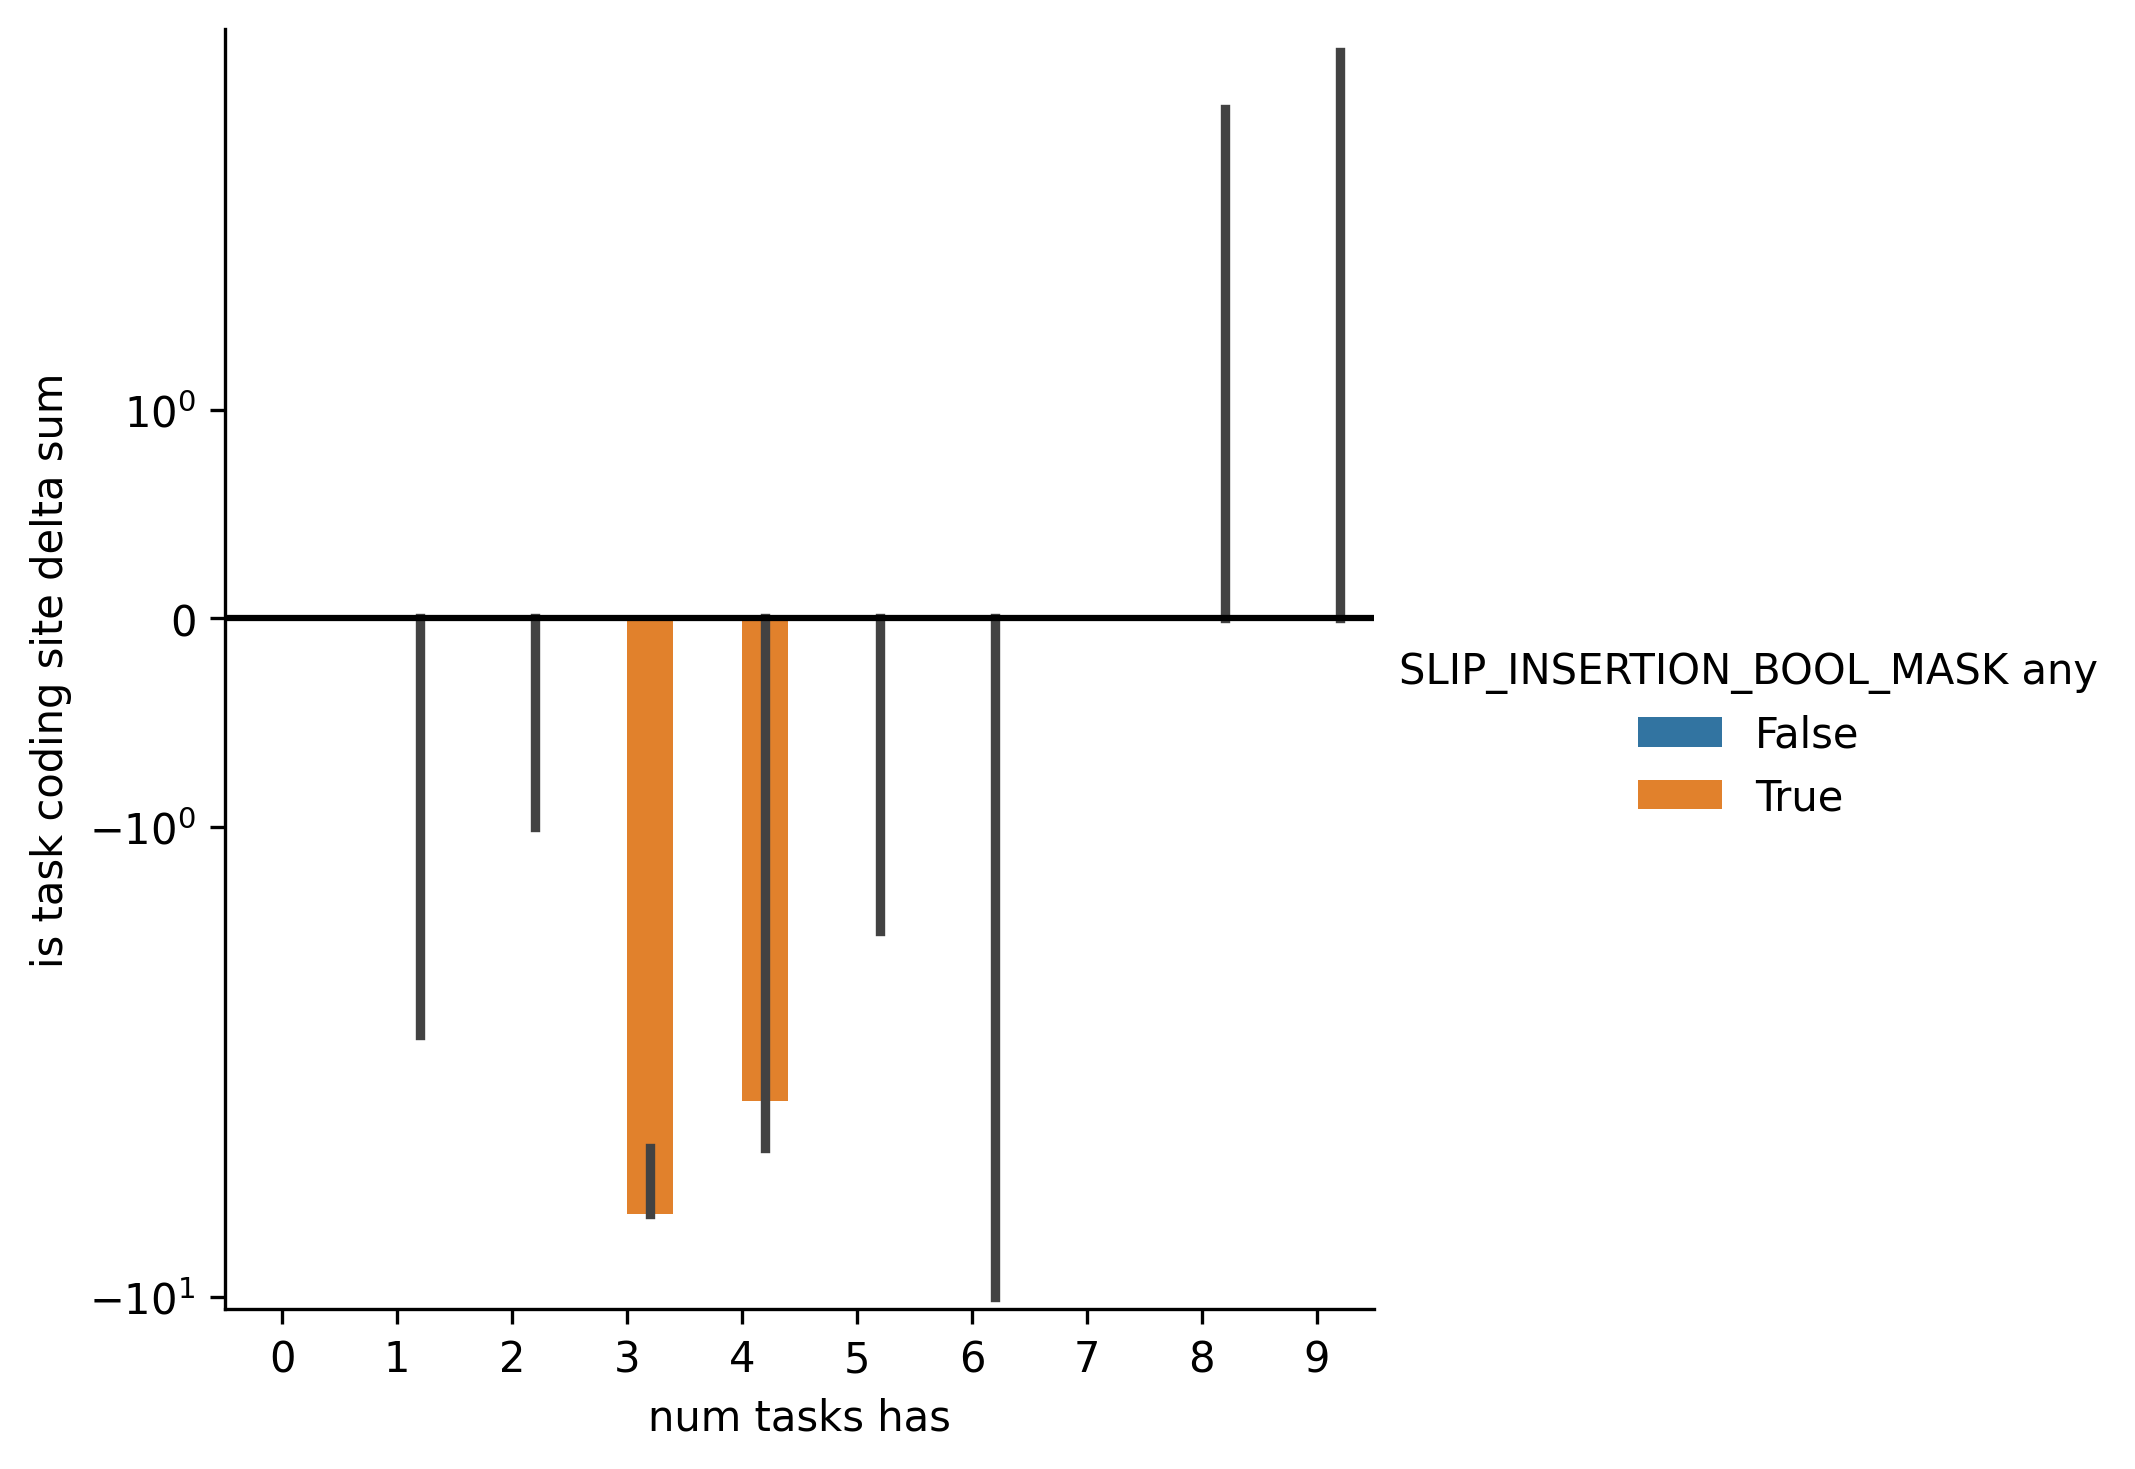 is task coding site delta sum
10⁰
0
−10⁰
−10¹
0 1 2 3 4 5 6 7 8 9
num tasks has
SLIP_INSERTION_BOOL_MASK any
False
True